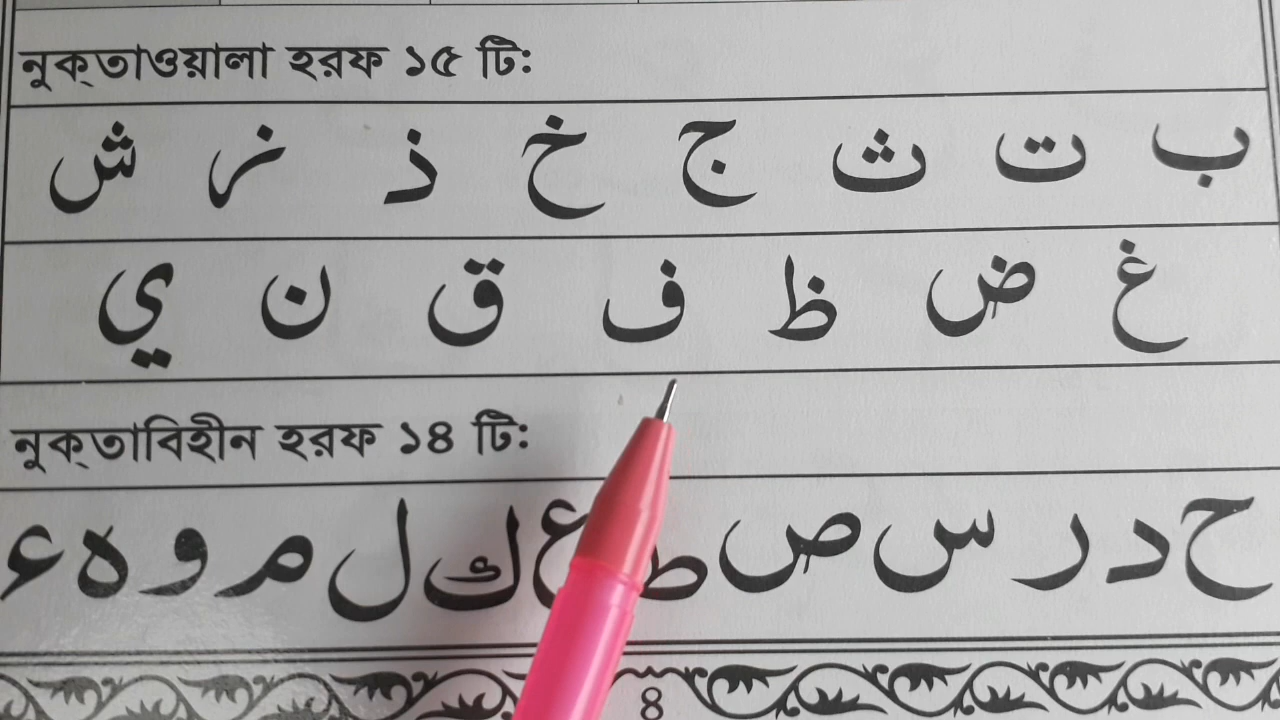 নুক্তাওয়ালা হরফ ১৫ টি:
ب ت ث ج خ ذ ز ش
غ ض ظ ف ق ن ي
নুক্তাবিহীন হরফ ১৪ টি:
ح د ر س ص ط ع ك ل م و ه ء
৪